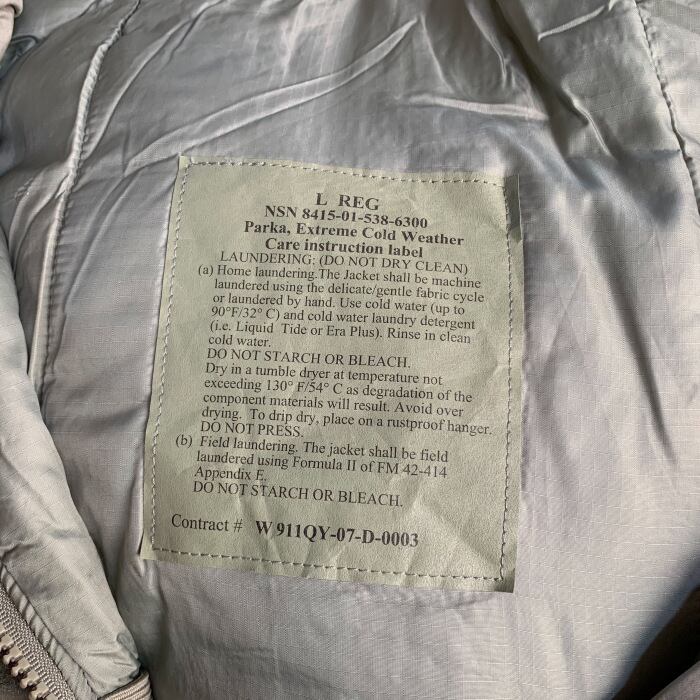 L REG
NSN 8415-01-538-6300
Parka, Extreme Cold Weather
Care instruction label
LAUNDERING: (DO NOT DRY CLEAN)
(a) Home laundering.The Jacket shall be machine
laundered using the delicate/gentle fabric cycle
or laundered by hand. Use cold water (up to
90°F/32° C) and cold water laundry detergent
(i.e. Liquid Tide or Era Plus). Rinse in clean
cold water.
DO NOT STARCH OR BLEACH.
Dry in a tumble dryer at temperature not
exceeding 130° F/54° C as degradation of the
component materials will result. Avoid over
drying. To drip dry, place on a rustproof hanger.
DO NOT PRESS.
(b) Field laundering. The jacket shall be field
laundered using Formula II of FM 42-414
Appendix E.
DO NOT STARCH OR BLEACH.
Contract # W911QY-07-D-0003